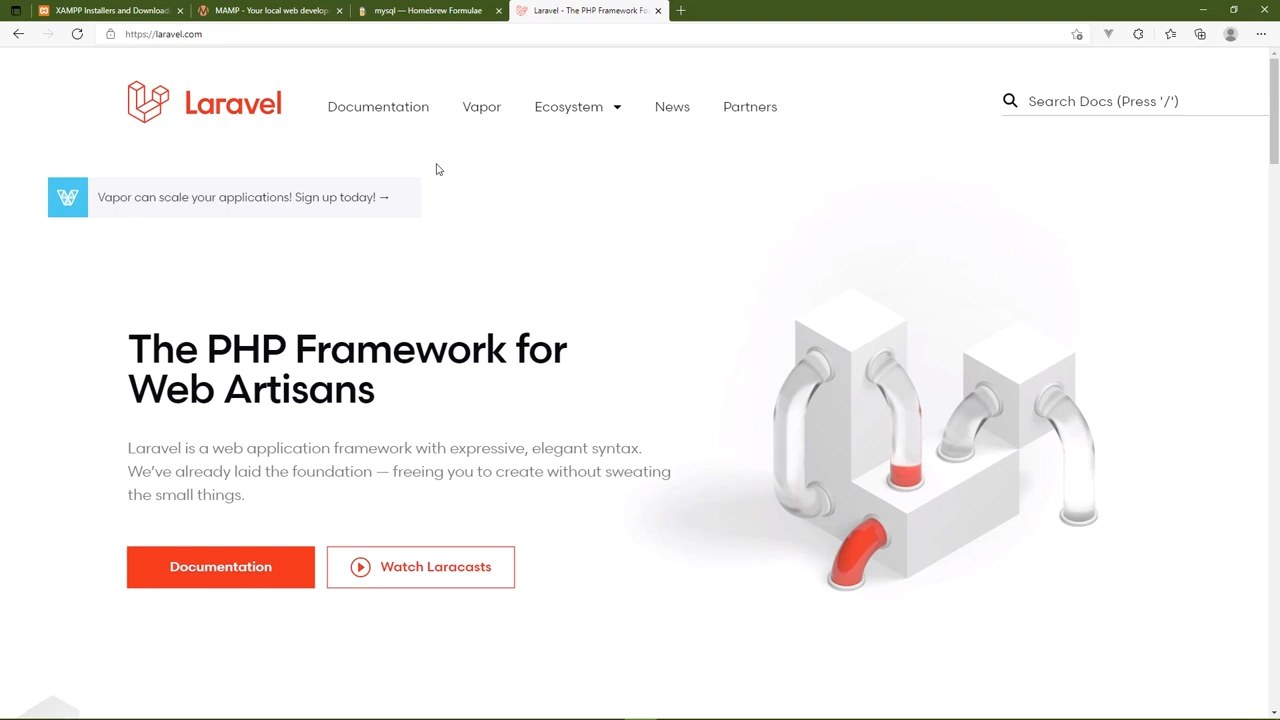 XAMPP Installers and Download
MAMP - Your local web develop
mysql — Homebrew Formulae
Laravel - The PHP Framework Fo
https://laravel.com
Laravel
Documentation
Vapor
Ecosystem
News
Partners
Search Docs (Press '/')
Vapor can scale your applications! Sign up today! →
The PHP Framework for
Web Artisans
Laravel is a web application framework with expressive, elegant syntax.
We've already laid the foundation — freeing you to create without sweating
the small things.
Documentation
Watch Laracasts